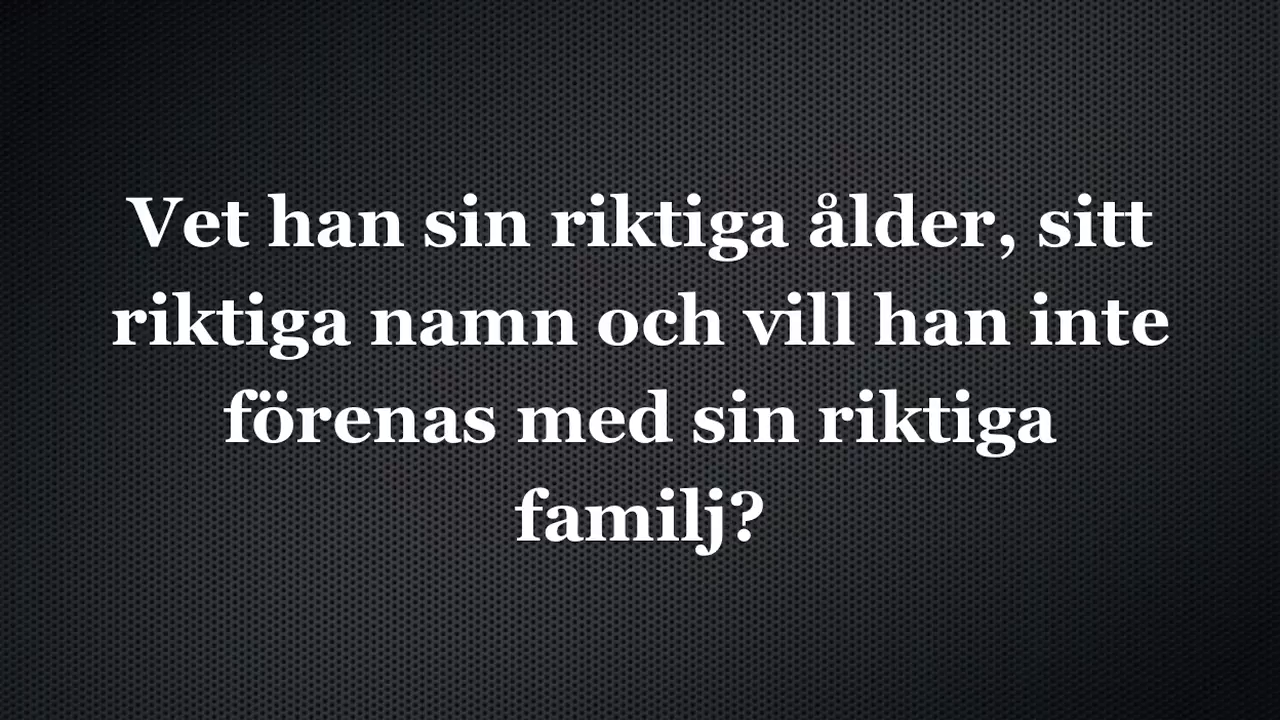 Vet han sin riktiga ålder, sitt
riktiga namn och vill han inte
förenas med sin riktiga
familj?